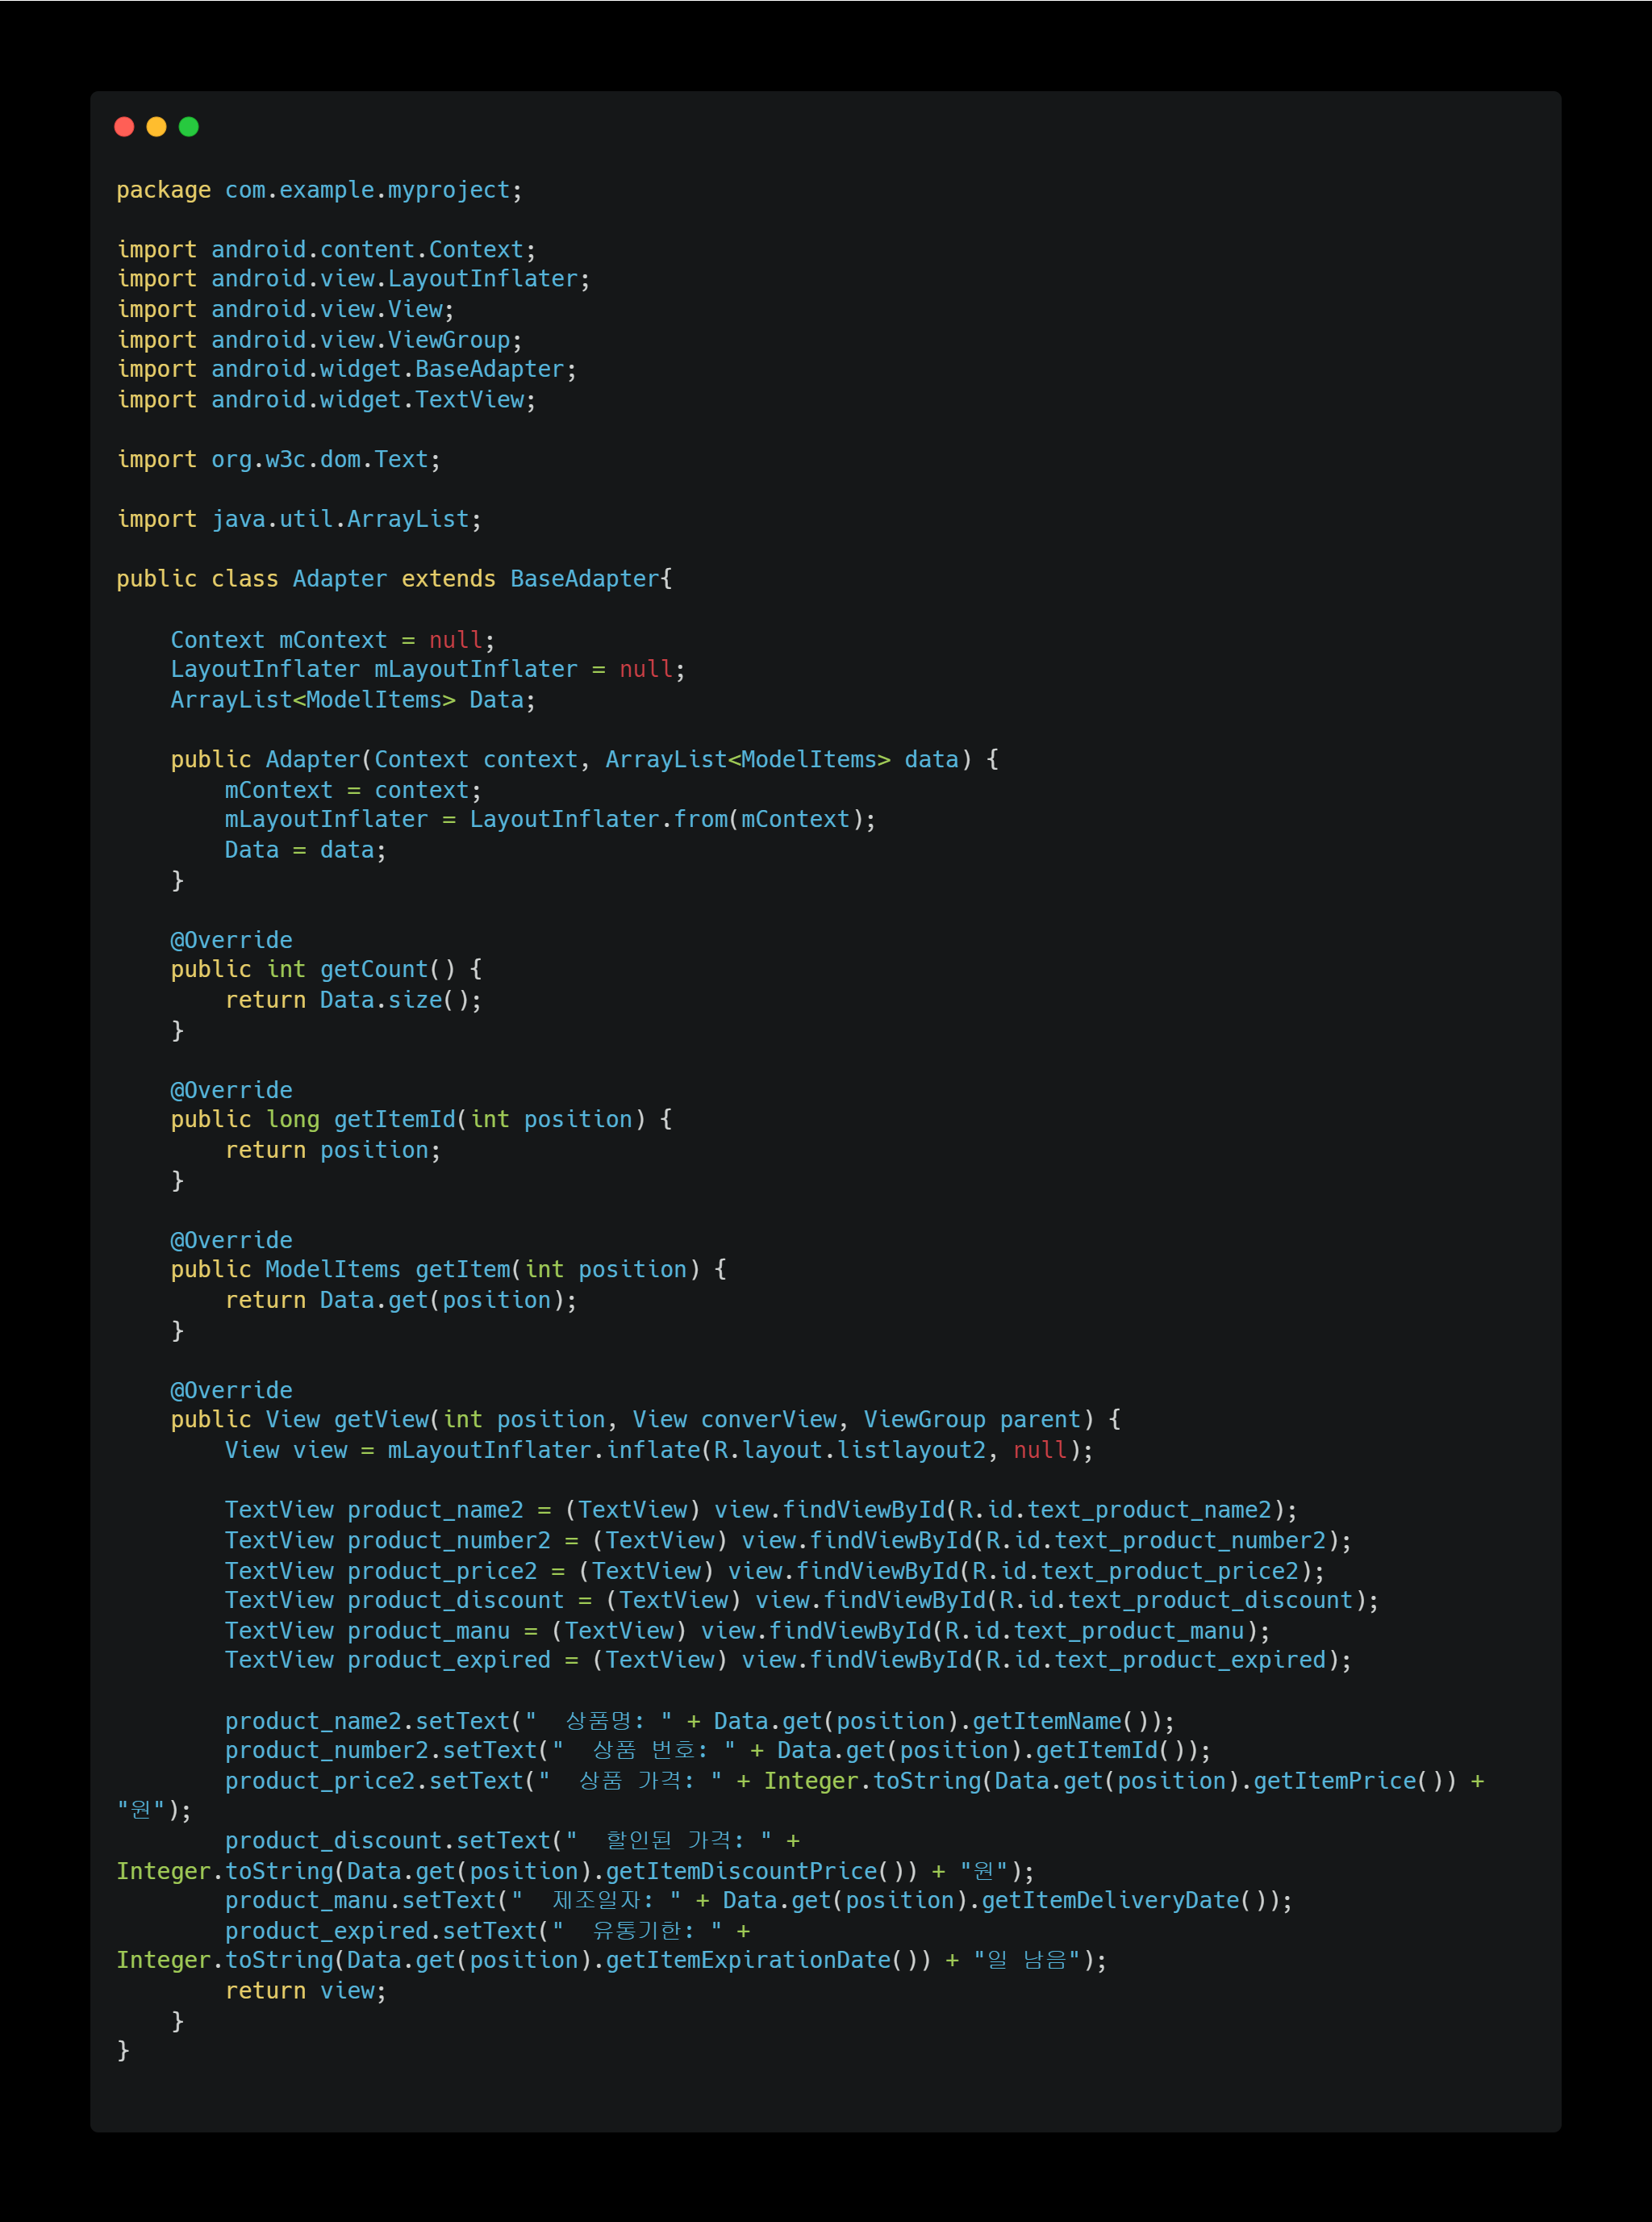 package com.example.myproject;

import android.content.Context;
import android.view.LayoutInflater;
import android.view.View;
import android.view.ViewGroup;
import android.widget.BaseAdapter;
import android.widget.TextView;

import org.w3c.dom.Text;

import java.util.ArrayList;

public class Adapter extends BaseAdapter{

    Context mContext = null;
    LayoutInflater mLayoutInflater = null;
    ArrayList<ModelItems> Data;

    public Adapter(Context context, ArrayList<ModelItems> data) {
        mContext = context;
        mLayoutInflater = LayoutInflater.from(mContext);
        Data = data;
    }

    @Override
    public int getCount() {
        return Data.size();
    }

    @Override
    public long getItemId(int position) {
        return position;
    }

    @Override
    public ModelItems getItem(int position) {
        return Data.get(position);
    }

    @Override
    public View getView(int position, View converView, ViewGroup parent) {
        View view = mLayoutInflater.inflate(R.layout.listlayout2, null);

        TextView product_name2 = (TextView) view.findViewById(R.id.text_product_name2);
        TextView product_number2 = (TextView) view.findViewById(R.id.text_product_number2);
        TextView product_price2 = (TextView) view.findViewById(R.id.text_product_price2);
        TextView product_discount = (TextView) view.findViewById(R.id.text_product_discount);
        TextView product_manu = (TextView) view.findViewById(R.id.text_product_manu);
        TextView product_expired = (TextView) view.findViewById(R.id.text_product_expired);

        product_name2.setText("  상품명: " + Data.get(position).getItemName());
        product_number2.setText("  상품 번호: " + Data.get(position).getItemId());
        product_price2.setText("  상품 가격: " + Integer.toString(Data.get(position).getItemPrice()) +
"원");
        product_discount.setText("  할인된 가격: " +
Integer.toString(Data.get(position).getItemDiscountPrice()) + "원");
        product_manu.setText("  제조일자: " + Data.get(position).getItemDeliveryDate());
        product_expired.setText("  유통기한: " +
Integer.toString(Data.get(position).getItemExpirationDate()) + "일 남음");
        return view;
    }
}